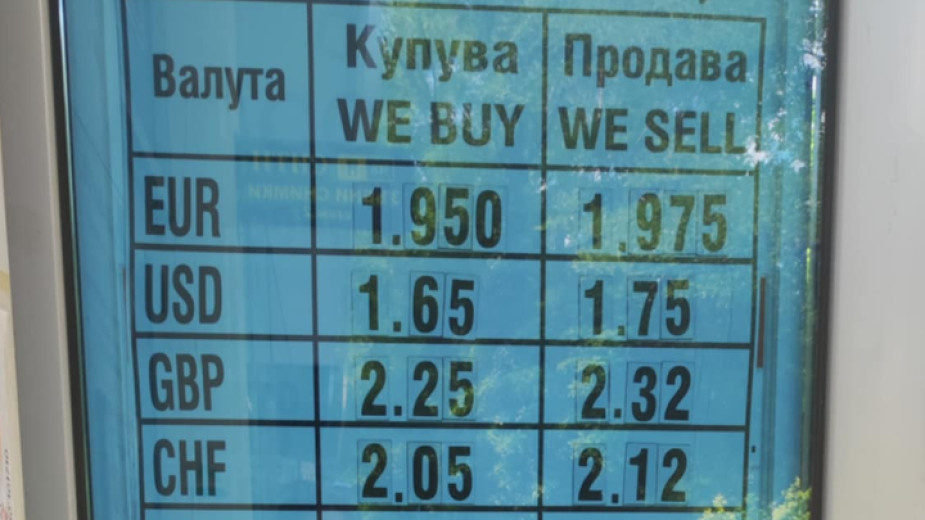 Валута Купува Продава
WE BUY WE SELL
EUR 1.950 1.975
USD 1.65 1.75
GBP 2.25 2.32
CHF 2.05 2.12